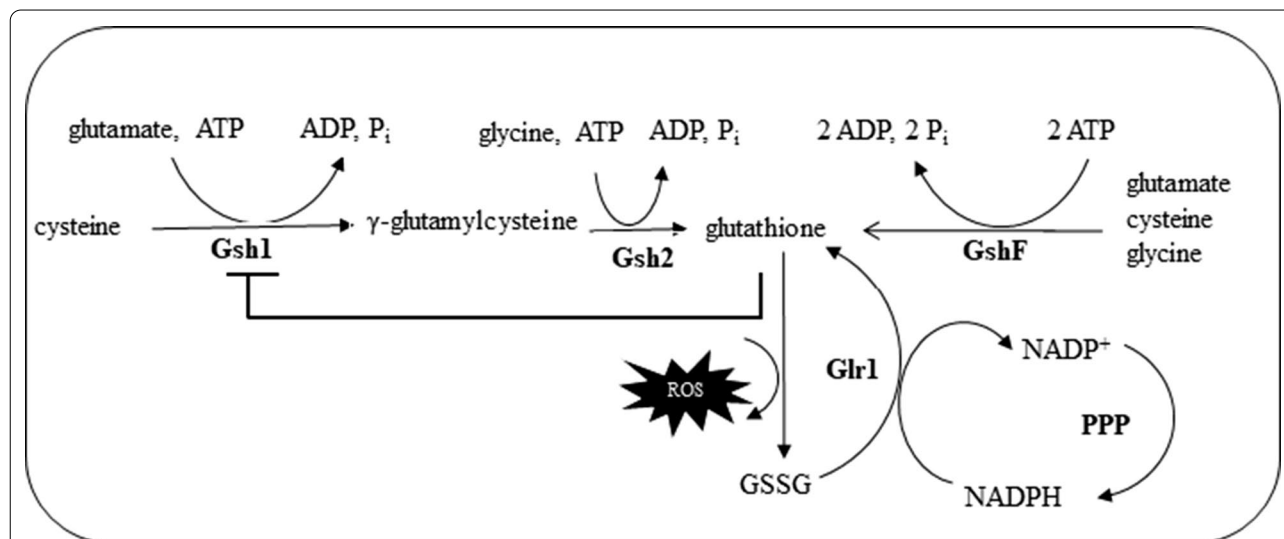 glutamate, ATP ADP, Pi glycine, ATP ADP, Pi 2 ADP, 2 Pi 2 ATP
glutamate
cysteine γ-glutamylcysteine glutathione cysteine
Gsh1 Gsh2 GshF glycine
NADP+
Glr1
ROS
PPP
GSSG NADPH